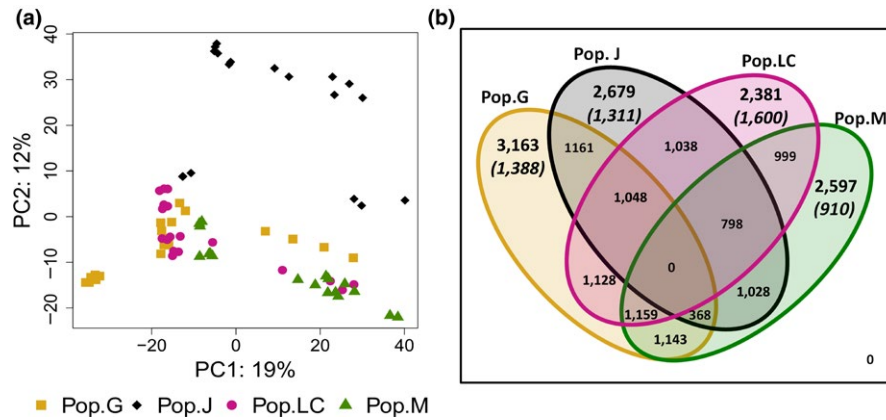 (a)
PC2: 12%
40
30
20
10
0
−10
−20
−20
0
20
40
PC1: 19%
Pop.G
Pop.J
Pop.LC
Pop.M
(b)
Pop. J
Pop.LC
Pop.G
Pop.M
2,679
(1,311)
2,381
(1,600)
3,163
(1,388)
1161
1,038
999
2,597
(910)
1,048
798
0
1,128
1,028
1,159
368
1,143
0